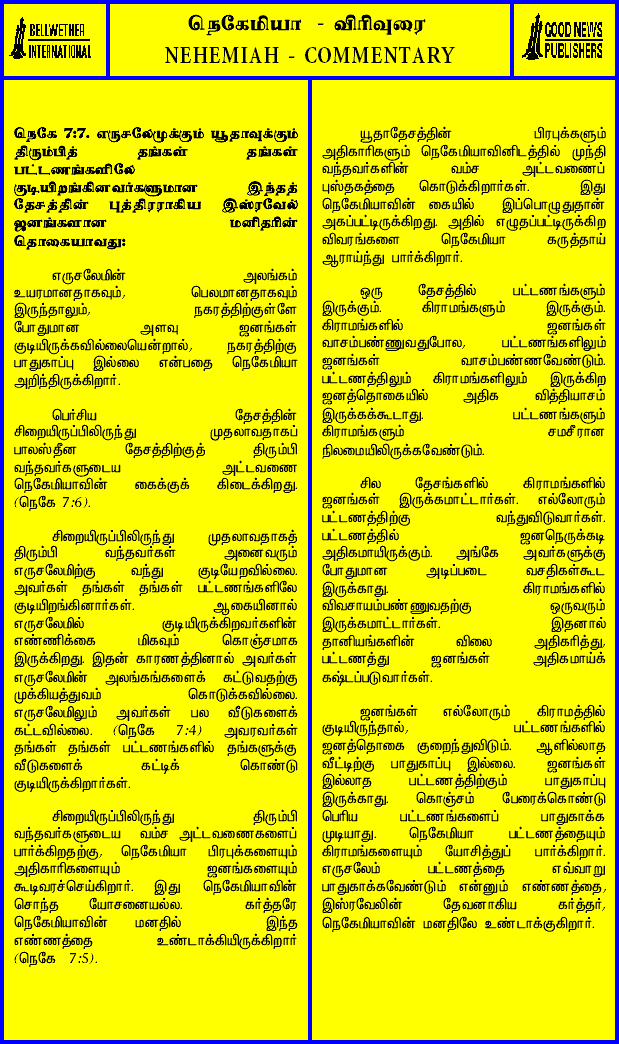 BELLWETHER
INTERNATIONAL
நெகேமியா - விரிவுரை
NEHEMIAH - COMMENTARY
GOOD NEWS
PUBLISHERS
நெகே 7:7. எருசலேமுக்கும் யூதாவுக்கும்
திரும்பித் தங்கள் தங்கள்
பட்டணங்களிலே
குடியிறங்கினவர்களுமான இந்தத்
தேசத்தின் புத்திரராகிய இஸ்ரவேல்
ஜனங்களான மனிதரின்
தொகையாவது:
எருசலேமின் அலங்கம்
உயரமானதாகவும், பெலமானதாகவும்
இருந்தாலும், நகரத்திற்குள்ளே
போதுமான அளவு ஜனங்கள்
குடியிருக்கவில்லையென்றால், நகரத்திற்கு
பாதுகாப்பு இல்லை என்பதை நெகேமியா
அறிந்திருக்கிறார்.
பெர்சிய தேசத்தின்
சிறையிருப்பிலிருந்து முதலாவதாகப்
பாலஸ்தீன தேசத்திற்குத் திரும்பி
வந்தவர்களுடைய அட்டவணை
நெகேமியாவின் கைக்குக் கிடைக்கிறது.
(நெகே 7:6).
சிறையிருப்பிலிருந்து முதலாவதாகத்
திரும்பி வந்தவர்கள் அனைவரும்
எருசலேமிற்கு வந்து குடியேறவில்லை.
அவர்கள் தங்கள் தங்கள் பட்டணங்களிலே
குடியிறங்கினார்கள். ஆகையினால்
எருசலேமில் குடியிருக்கிறவர்களின்
எண்ணிக்கை மிகவும் கொஞ்சமாக
இருக்கிறது. இதன் காரணத்தினால் அவர்கள்
எருசலேமின் அலங்கங்களைக் கட்டுவதற்கு
முக்கியத்துவம் கொடுக்கவில்லை.
எருசலேமிலும் அவர்கள் பல வீடுகளைக்
கட்டவில்லை. (நெகே 7:4) அவரவர்கள்
தங்கள் தங்கள் பட்டணங்களில் தங்களுக்கு
வீடுகளைக் கட்டிக் கொண்டு
குடியிருக்கிறார்கள்.
சிறையிருப்பிலிருந்து திரும்பி
வந்தவர்களுடைய வம்ச அட்டவணைகளைப்
பார்க்கிறதற்கு, நெகேமியா பிரபுக்களையும்
அதிகாரிகளையும் ஜனங்களையும்
கூடிவரச்செய்கிறார். இது நெகேமியாவின்
சொந்த யோசனையல்ல. கர்த்தரே
நெகேமியாவின் மனதில் இந்த
எண்ணத்தை உண்டாக்கியிருக்கிறார்
(நெகே 7:5).
யூதாதேசத்தின் பிரபுக்களும்
அதிகாரிகளும் நெகேமியாவினிடத்தில் முந்தி
வந்தவர்களின் வம்ச அட்டவணைப்
புஸ்தகத்தை கொடுக்கிறார்கள். இது
நெகேமியாவின் கையில் இப்பொழுதுதான்
அகப்பட்டிருக்கிறது. அதில் எழுதப்பட்டிருக்கிற
விவரங்களை நெகேமியா கருத்தாய்
ஆராய்ந்து பார்க்கிறார்.
ஒரு தேசத்தில் பட்டணங்களும்
இருக்கும். கிராமங்களும் இருக்கும்.
கிராமங்களில் ஜனங்கள்
வாசம்பண்ணுவதுபோல, பட்டணங்களிலும்
ஜனங்கள் வாசம்பண்ணவேண்டும்.
பட்டணத்திலும் கிராமங்களிலும் இருக்கிற
ஜனத்தொகையில் அதிக வித்தியாசம்
இருக்கக்கூடாது. பட்டணங்களும்
கிராமங்களும் சமசீரான
நிலமையிலிருக்கவேண்டும்.
சில தேசங்களில் கிராமங்களில்
ஜனங்கள் இருக்கமாட்டார்கள். எல்லோரும்
பட்டணத்திற்கு வந்துவிடுவார்கள்.
பட்டணத்தில் ஜனநெருக்கடி
அதிகமாயிருக்கும். அங்கே அவர்களுக்கு
போதுமான அடிப்படை வசதிகள்கூட
இருக்காது. கிராமங்களில்
விவசாயம்பண்ணுவதற்கு ஒருவரும்
இருக்கமாட்டார்கள். இதனால்
தானியங்களின் விலை அதிகரித்து,
பட்டணத்து ஜனங்கள் அதிகமாய்க்
கஷ்டப்படுவார்கள்.
ஜனங்கள் எல்லோரும் கிராமத்தில்
குடியிருந்தால், பட்டணங்களில்
ஜனத்தொகை குறைந்துவிடும். ஆளில்லாத
வீட்டிற்கு பாதுகாப்பு இல்லை. ஜனங்கள்
இல்லாத பட்டணத்திற்கும் பாதுகாப்பு
இருக்காது. கொஞ்சம் பேரைக்கொண்டு
பெரிய பட்டணங்களைப் பாதுகாக்க
முடியாது. நெகேமியா பட்டணத்தையும்
கிராமங்களையும் யோசித்துப் பார்க்கிறார்.
எருசலேம் பட்டணத்தை எவ்வாறு
பாதுகாக்கவேண்டும் என்னும் எண்ணத்தை,
இஸ்ரவேலின் தேவனாகிய கர்த்தர்,
நெகேமியாவின் மனதிலே உண்டாக்குகிறார்.